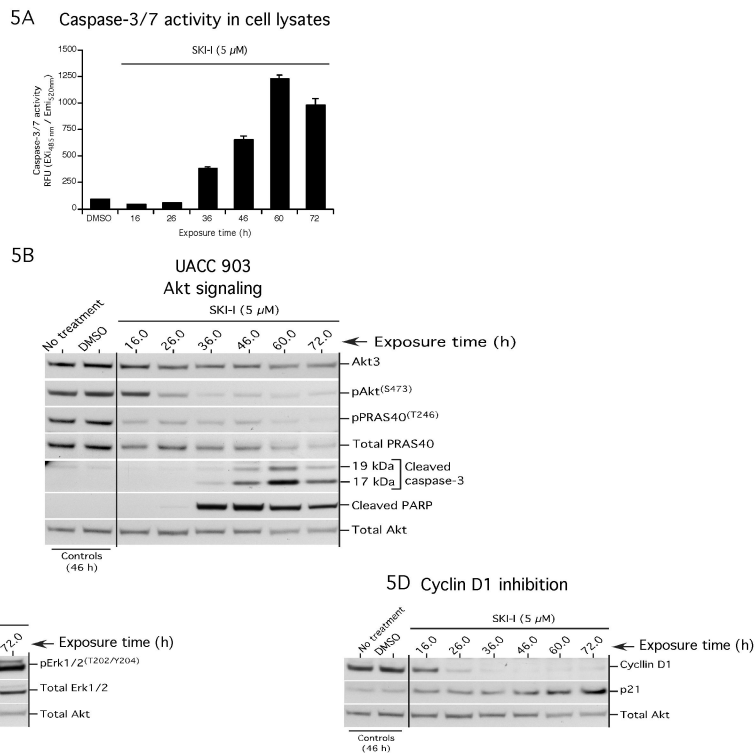 5A Caspase-3/7 activity in cell lysates
SKI-I (5 µM)
Caspase-3/7 activity
RFU (EXi485 nm / Emi520nm)
1500
1250
1000
750
500
250
0
DMSO 16 26 36 46 60 72
Exposure time (h)
5B
UACC 903
Akt signaling
SKI-I (5 µM)
No treatment DMSO 16.0 26.0 36.0 46.0 60.0 72.0 Exposure time (h)
Akt3
pAkt(S473)
pPRAS40(T246)
Total PRAS40
19 kDa
17 kDa
Cleaved
caspase-3
Cleaved PARP
Total Akt
Controls
(46 h)
72.0 Exposure time (h)
pErk1/2(T202/Y204)
Total Erk1/2
Total Akt
5D Cyclin D1 inhibition
SKI-I (5 µM)
No treatment DMSO 16.0 26.0 36.0 46.0 60.0 72.0 Exposure time (h)
Cycllin D1
p21
Total Akt
Controls
(46 h)